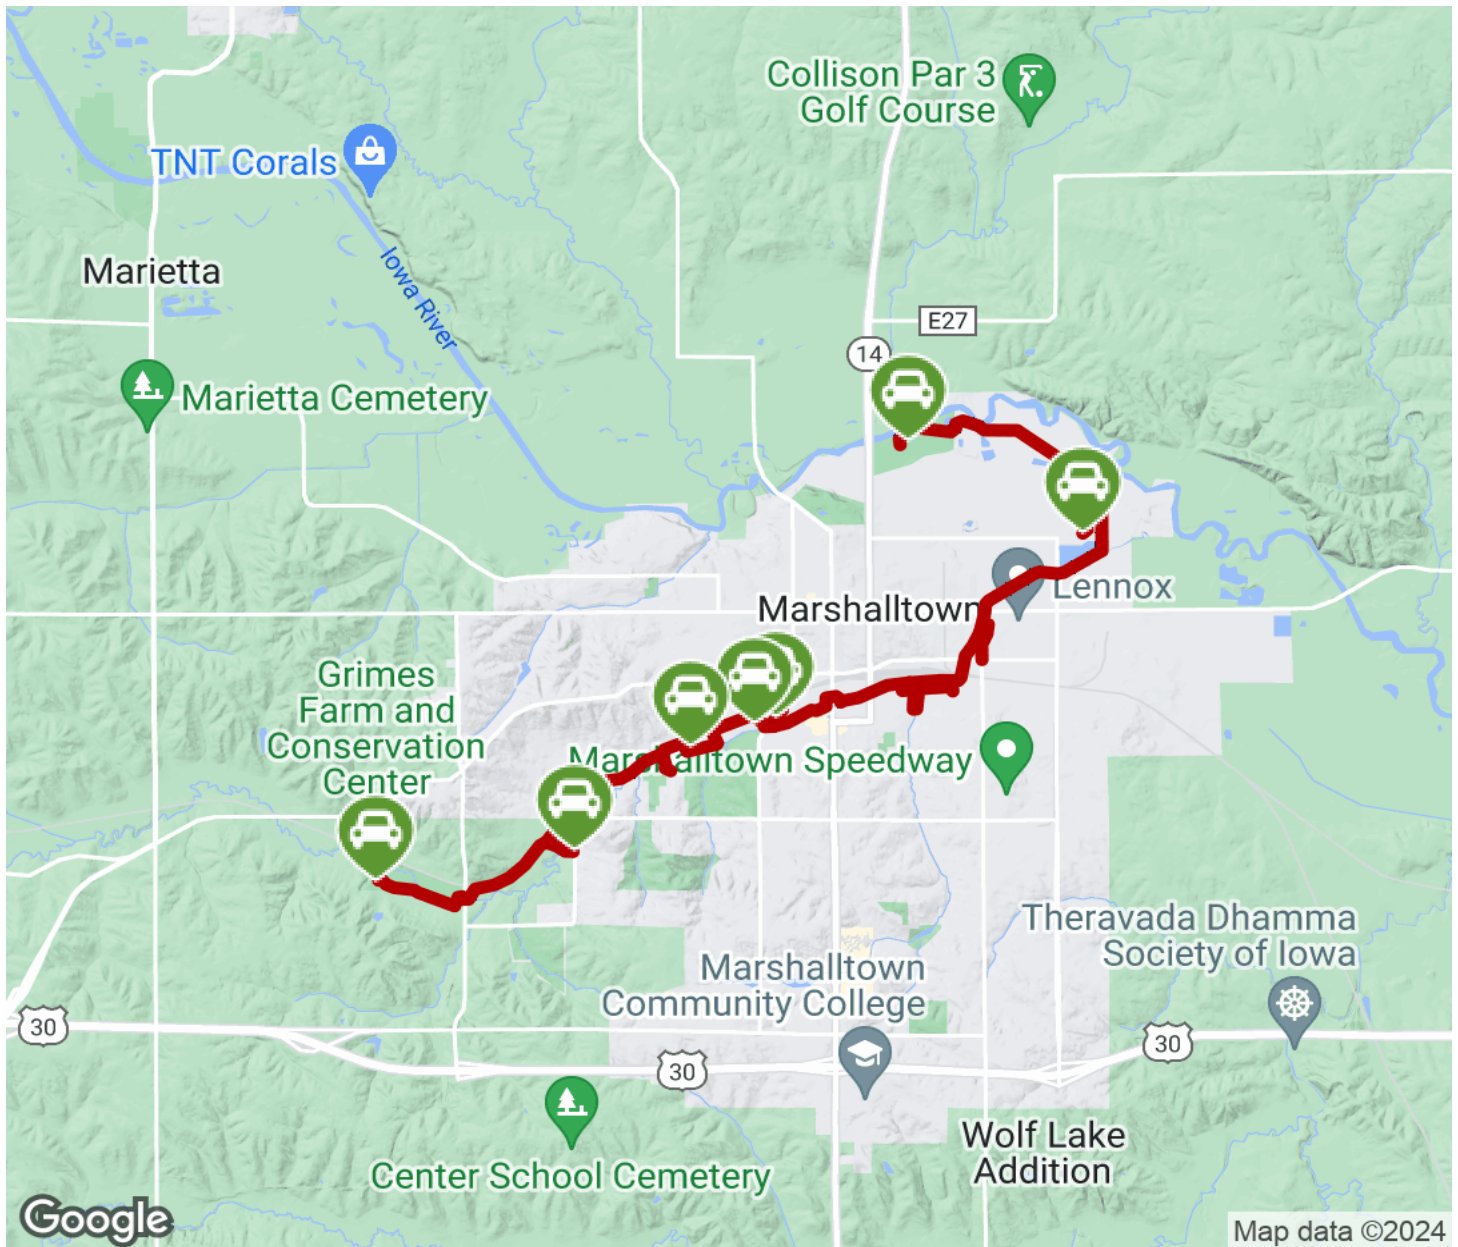 Collison Par 3
Golf Course
TNT Corals
Marietta
Iowa River
E27
14
Marietta Cemetery
Lennox
Marshalltown
Grimes
Farm and
Conservation
Center
Marshalltown Speedway
Theravada Dhamma
Society of Iowa
Marshalltown
Community College
30
30
30
Wolf Lake
Addition
Center School Cemetery
Google
Map data ©2024